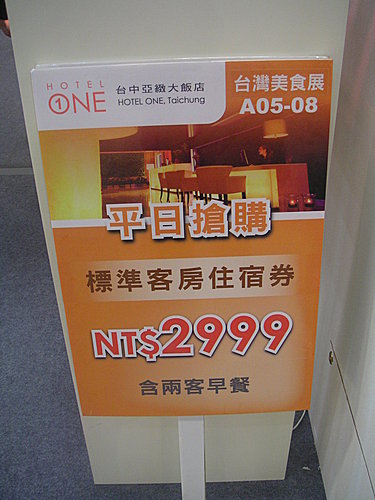 HOTEL
ONE
1
台中亞緻大飯店
HOTEL ONE, Taichung
台灣美食展
A05-08
平日搶購
標準客房住宿券
NT$2999
含兩客早餐